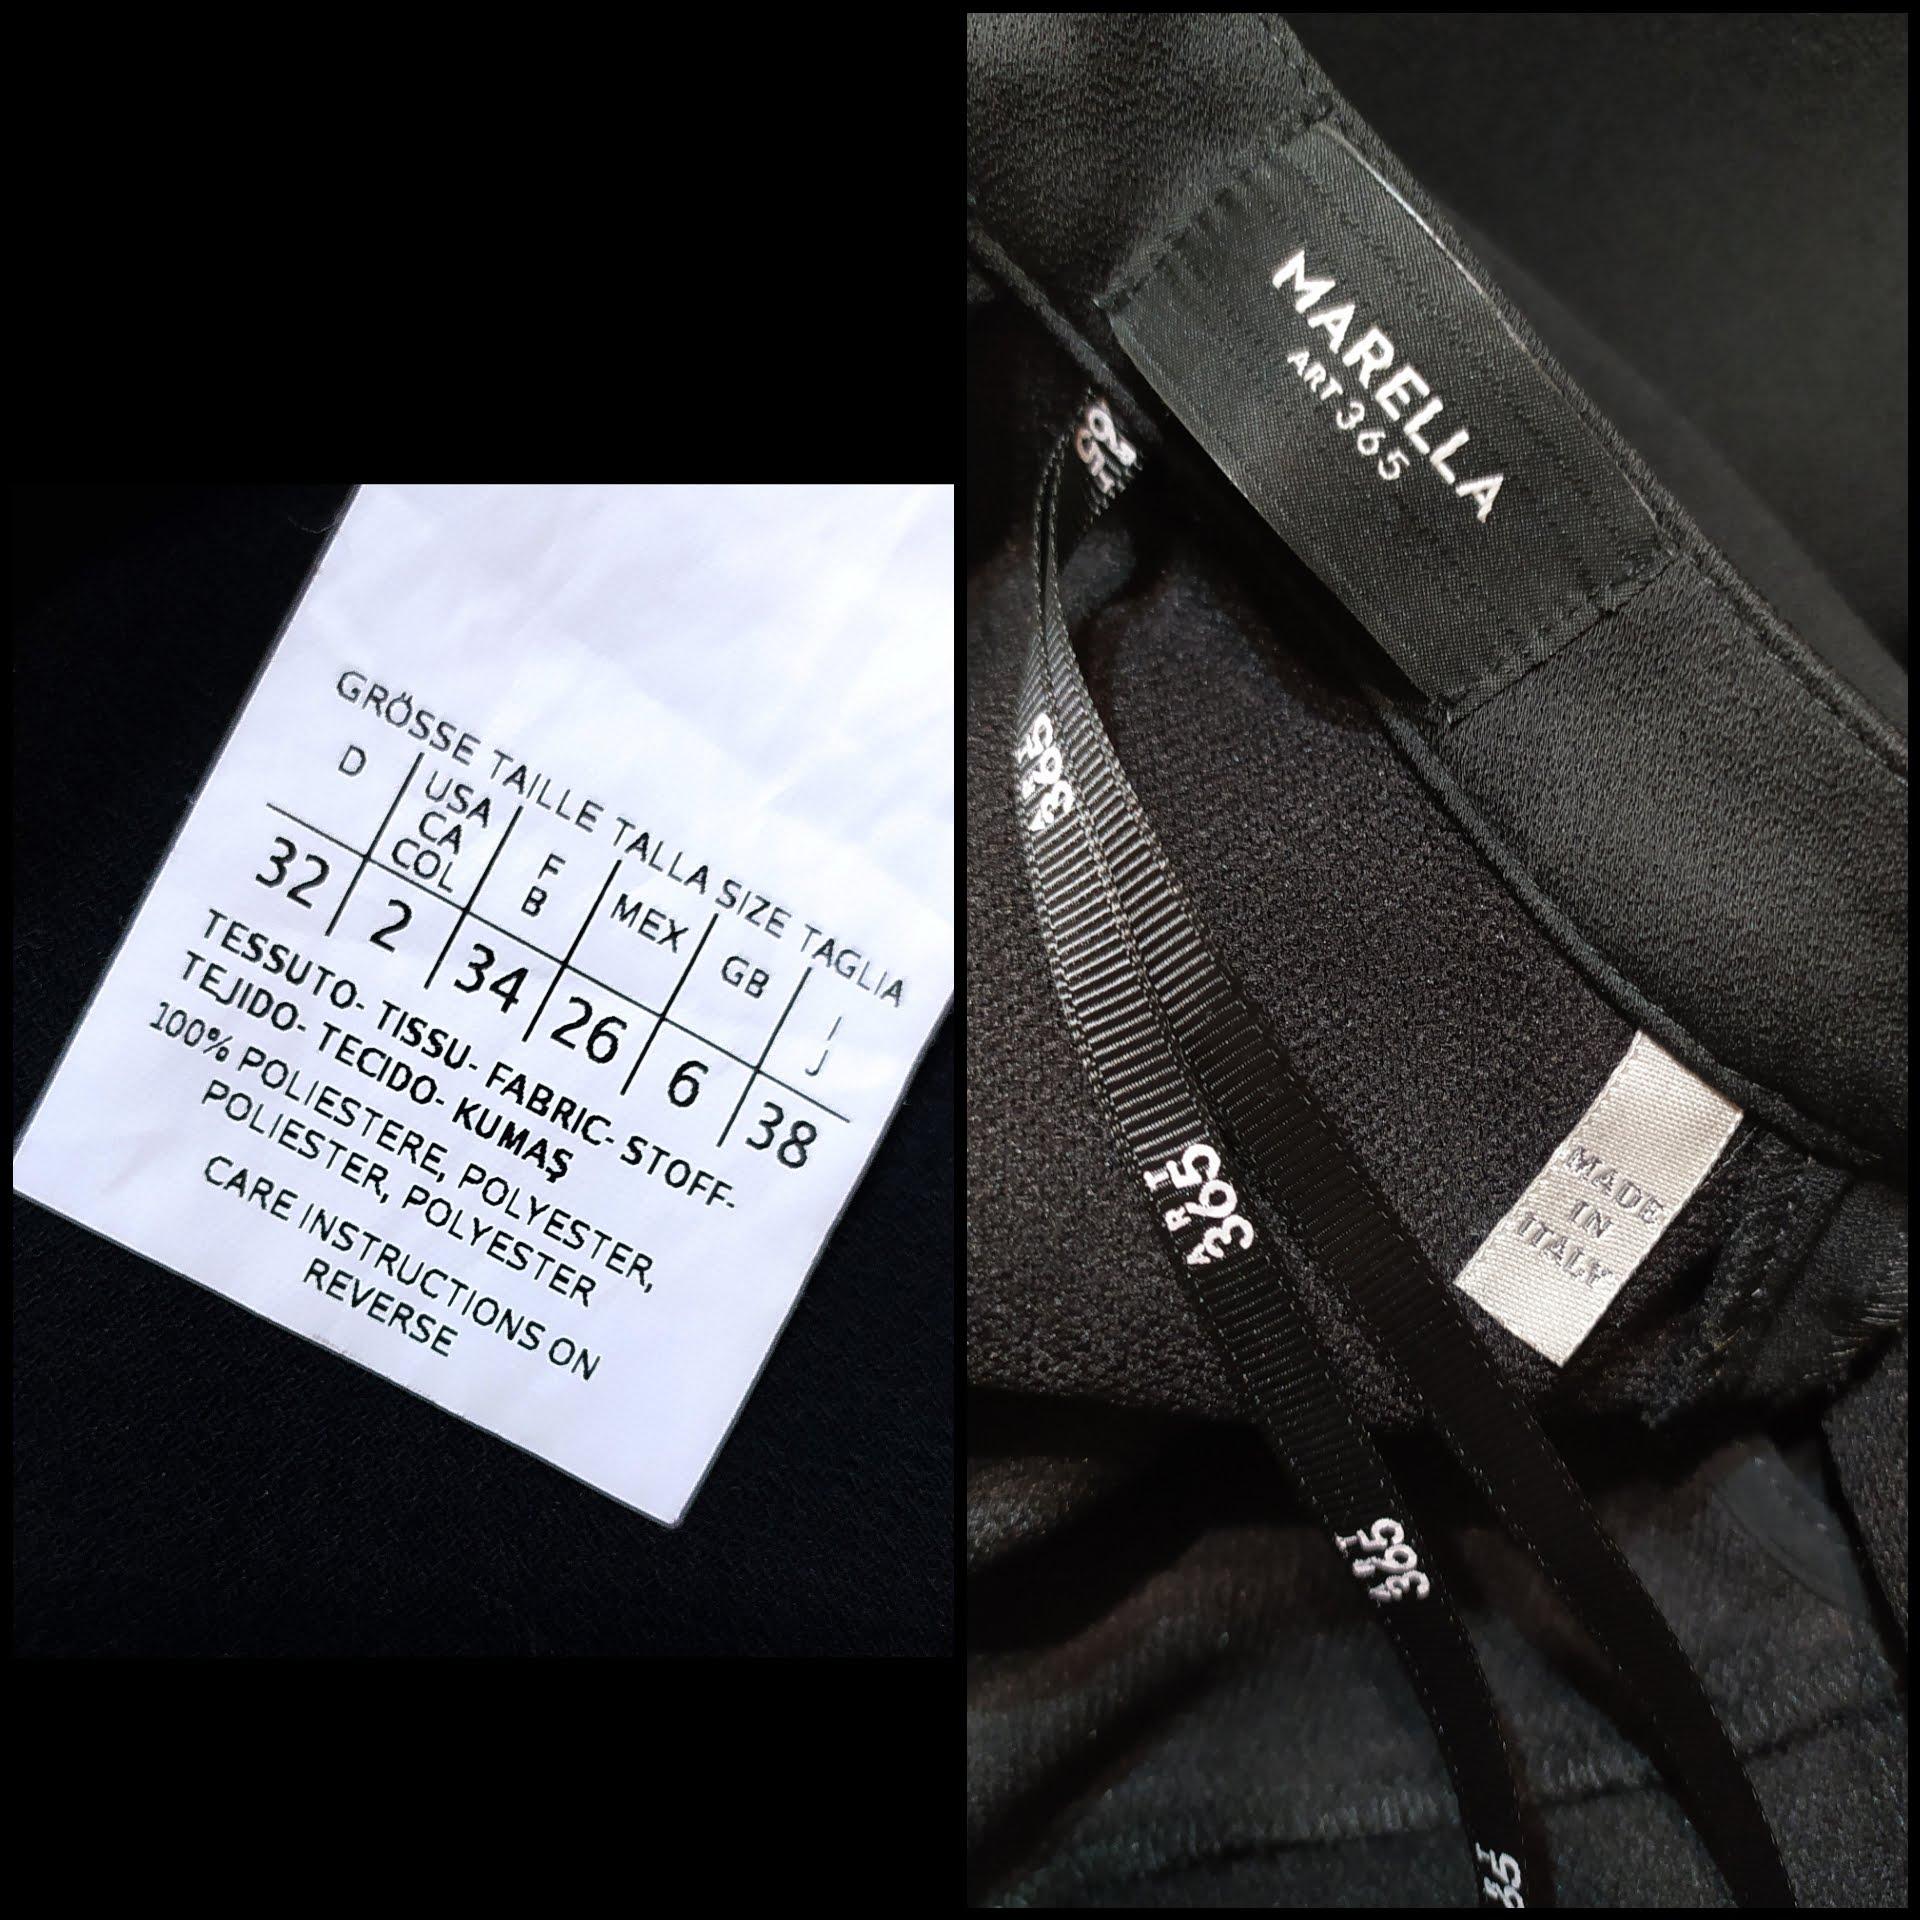 GRÖSSE TAILLE TALLA SIZE TAGLIA
D USA CA COL F B MEX GB I J
32 2 34 26 6 38
TESSUTO- TISSU- FABRIC- STOFF-
TEJIDO- TECIDO- KUMAŞ
100% POLIESTERE, POLYESTER,
POLIESTER, POLYESTER
CARE INSTRUCTIONS ON
REVERSE
MARELLA
ART 365
365
365
ART
365
ART
365
MADE
IN
ITALY